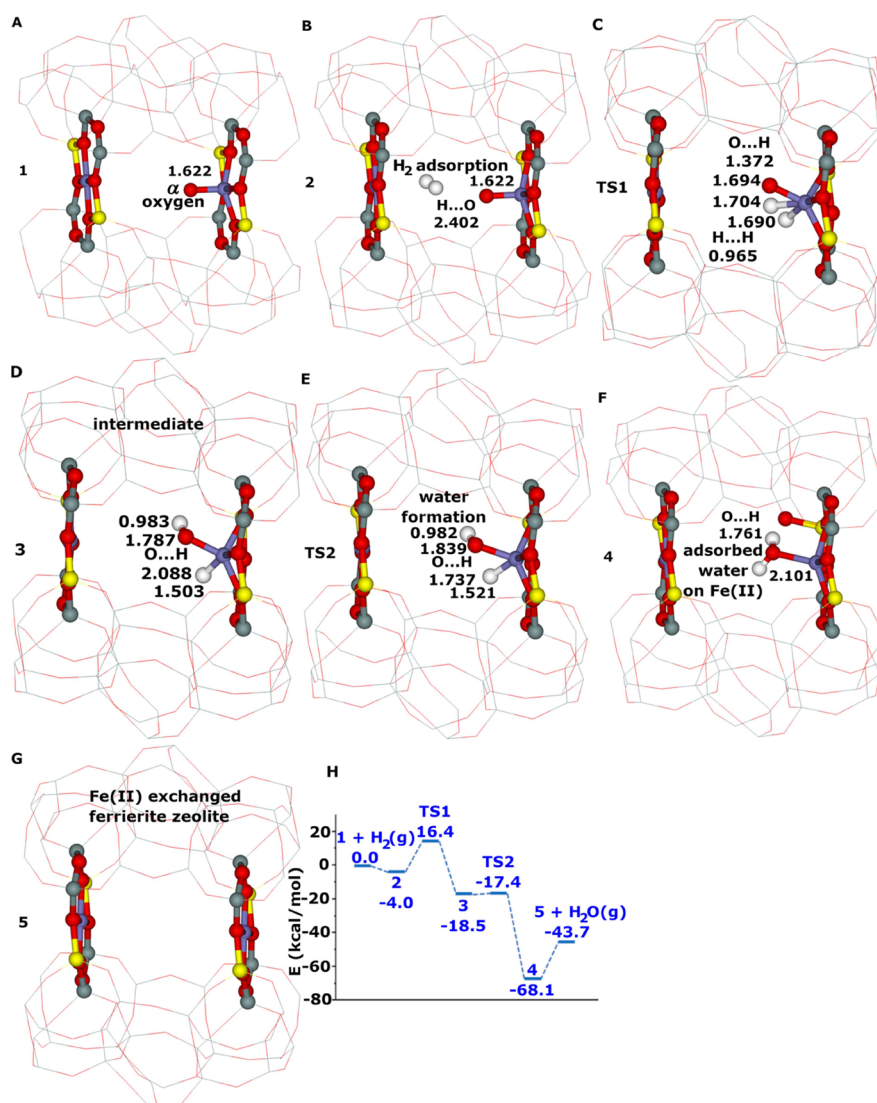 A
1
1.622
α
oxygen
B
2
H2 adsorption
1.622
H...O
2.402
C
TS1
O...H
1.372
1.694
1.704
1.690
H...H
0.965
D
intermediate
3
0.983
1.787
O...H
2.088
1.503
E
TS2
water
formation
0.982
1.839
O...H
1.737
1.521
F
4
O...H
1.761
adsorbed
water
on Fe(II)
2.101
G
Fe(II) exchanged
ferrierite zeolite
5
H
E (kcal/mol)
20
0
-20
-40
-60
-80
1 + H2(g)
0.0
2
-4.0
TS1
16.4
3
-18.5
TS2
-17.4
4
-68.1
5 + H2O(g)
-43.7